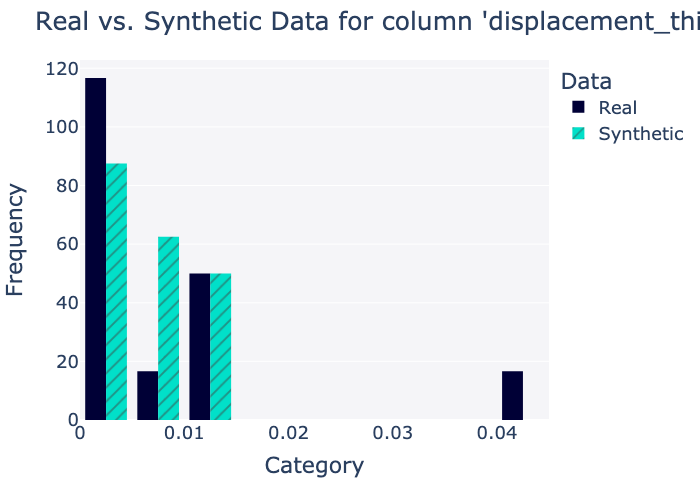 Real vs. Synthetic Data for column 'displacement_thi
Data
Real
Synthetic
Frequency
120
100
80
60
40
20
0
0
0.01
0.02
0.03
0.04
Category